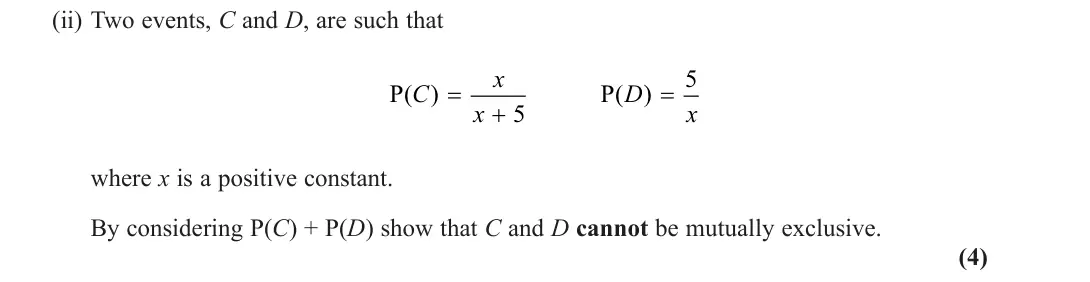 (ii) Two events, C and D, are such that
P(C) = x/(x + 5) P(D) = 5/x
where x is a positive constant.
By considering P(C) + P(D) show that C and D cannot be mutually exclusive.
(4)